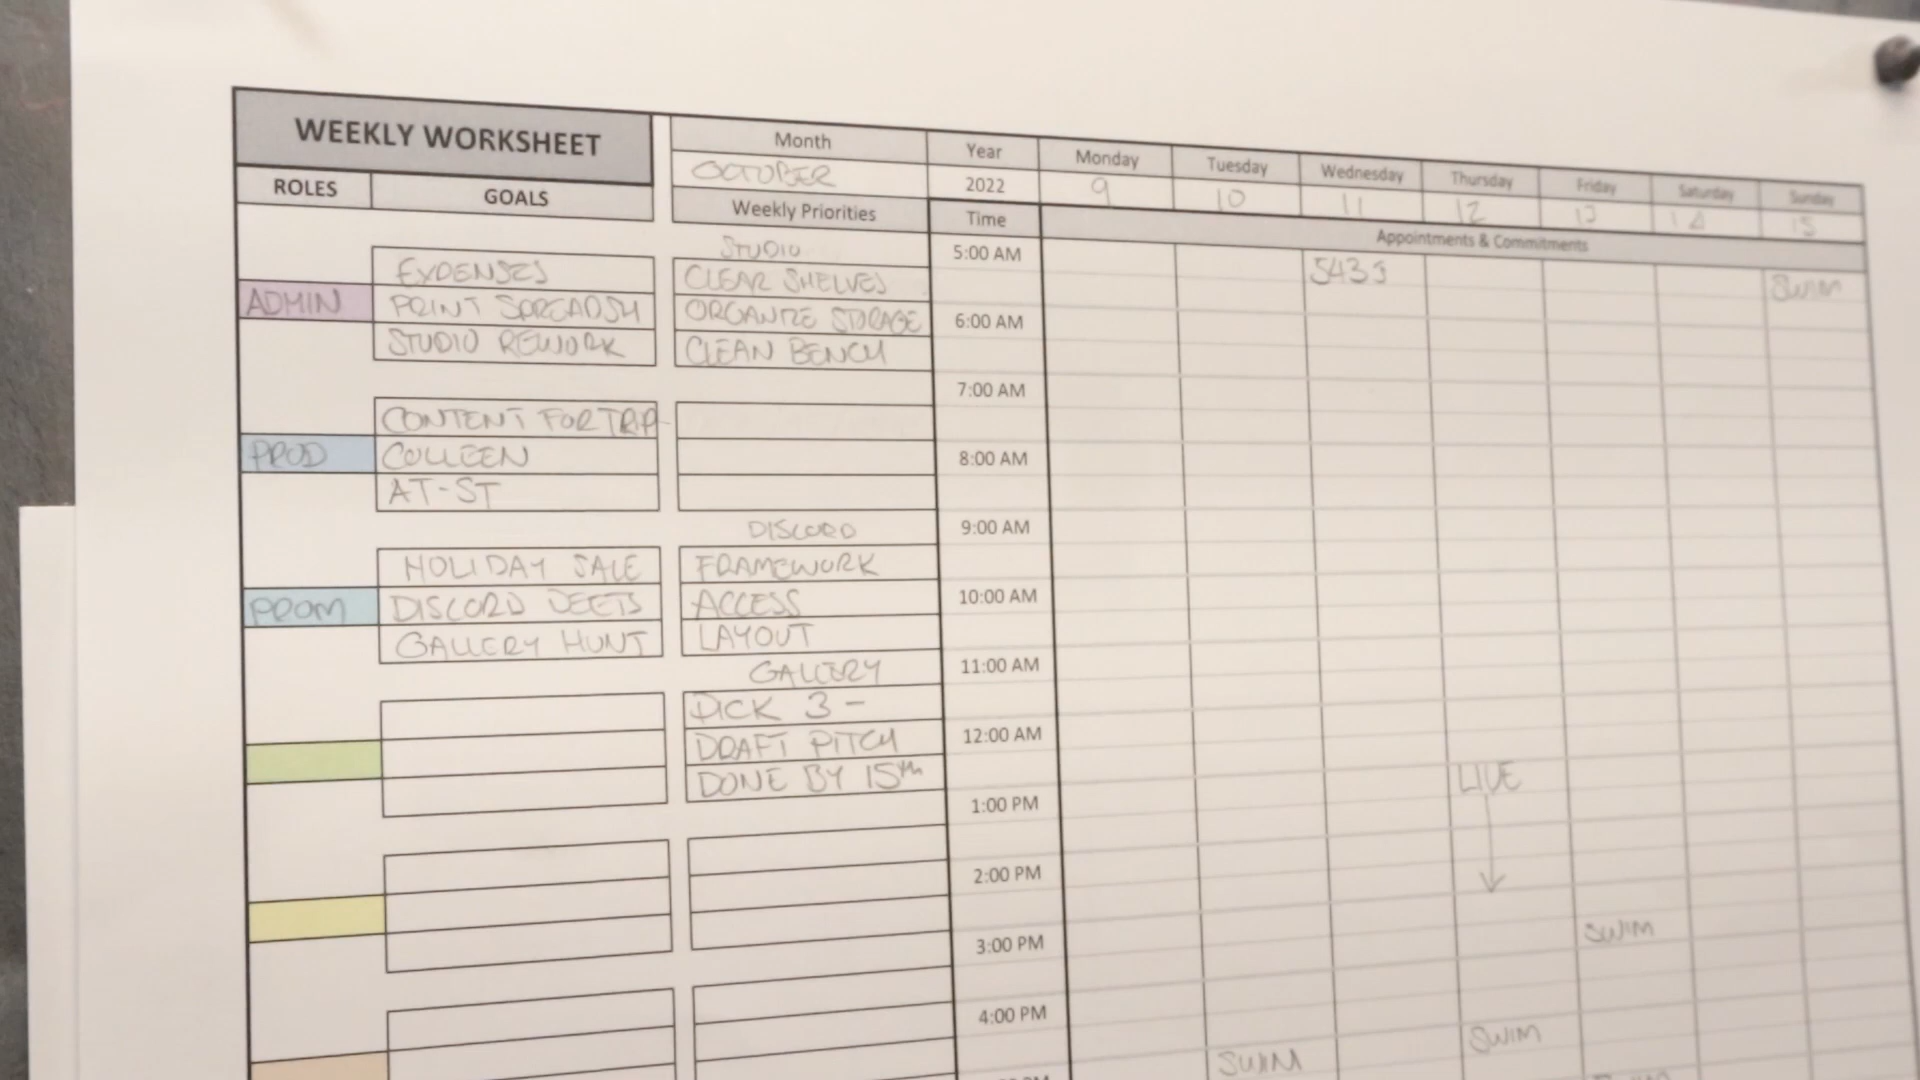 WEEKLY WORKSHEET
ROLES GOALS
Month Year Monday Tuesday Wednesday Thursday Friday Saturday Sunday
OCTOBER 2022 9 10 11 12 13 14 15
Weekly Priorities Time Appointments & Commitments
STUDIO
EXPENSES
ADMIN PRINT SPREADSH
STUDIO REWORK
CLEAR SHELVES
ORGANIZE STORAGE
CLEAN BENCH
CONTENT FOR TRIP
PROD COLLEEN
AT-ST
DISCORD
HOLIDAY SALE FRAMEWORK
PROM DISCORD DEETS ACCESS
GALLERY HUNT LAYOUT
GALLERY
PICK 3 -
DRAFT PITCH
DONE BY 15th
5:00 AM SWIM
6:00 AM
7:00 AM
8:00 AM
9:00 AM
10:00 AM
11:00 AM
12:00 AM
LIVE
1:00 PM
2:00 PM
3:00 PM SWIM
4:00 PM
SWIM SWIM